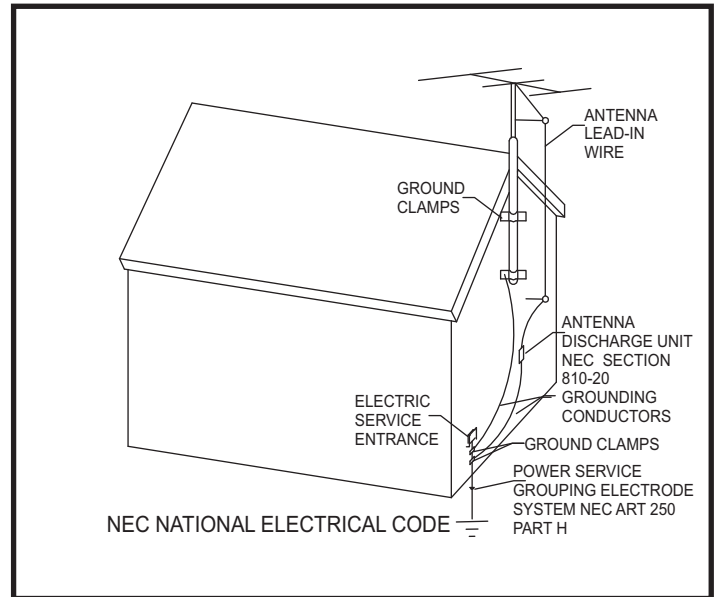 ANTENNA
LEAD-IN
WIRE
GROUND
CLAMPS
ANTENNA
DISCHARGE UNIT
NEC SECTION
810-20
GROUNDING
CONDUCTORS
ELECTRIC
SERVICE
ENTRANCE
GROUND CLAMPS
POWER SERVICE
GROUPING ELECTRODE
SYSTEM NEC ART 250
PART H
NEC NATIONAL ELECTRICAL CODE